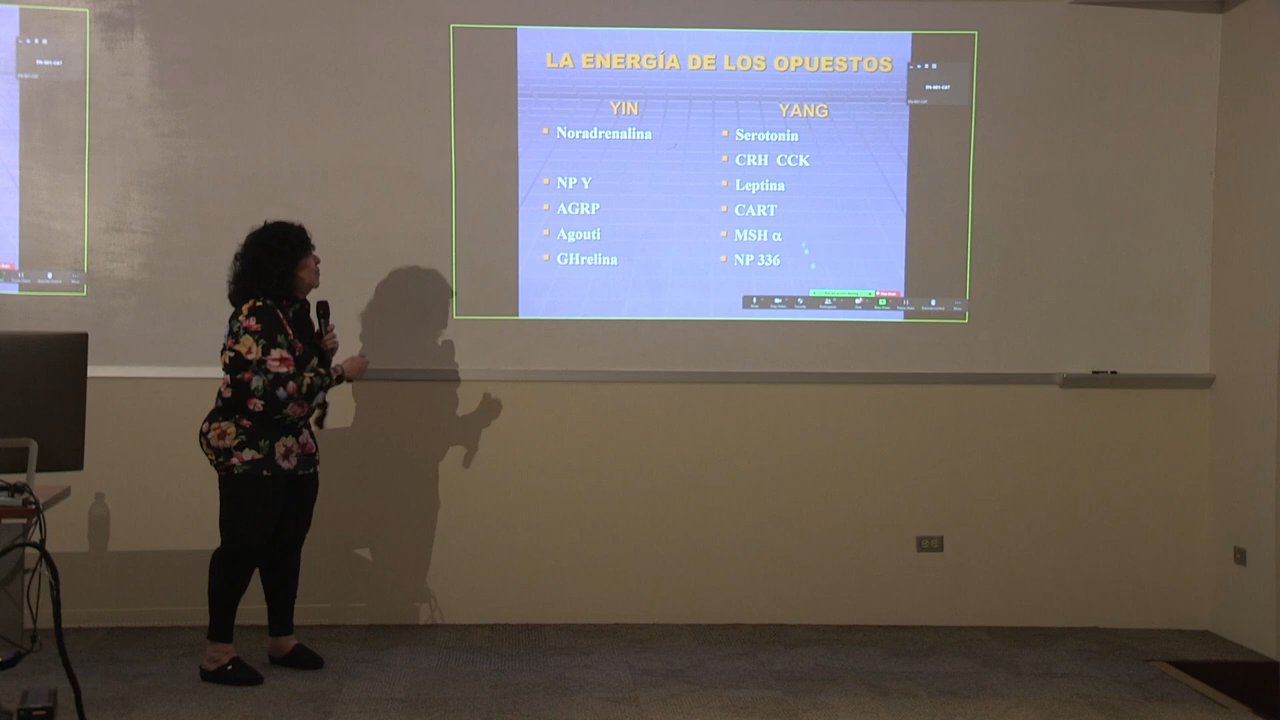 LA ENERGÍA DE LOS OPUESTOS
YIN
Noradrenalina
NP Y
AGRP
Agouti
GHrelina
YANG
Serotonin
CRH CCK
Leptina
CART
MSH α
NP 336